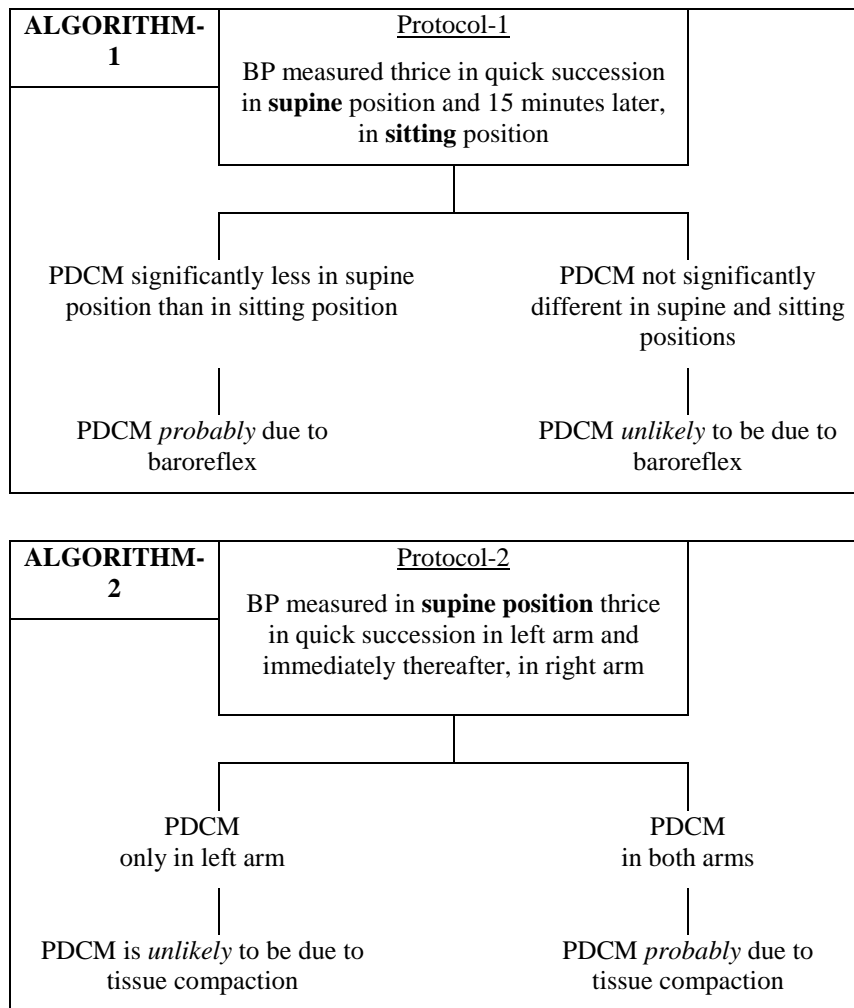 ALGORITHM-
1
Protocol-1
BP measured thrice in quick succession
in supine position and 15 minutes later,
in sitting position
PDCM significantly less in supine
position than in sitting position
PDCM not significantly
different in supine and sitting
positions
PDCM probably due to
baroreflex
PDCM unlikely to be due to
baroreflex
ALGORITHM-
2
Protocol-2
BP measured in supine position thrice
in quick succession in left arm and
immediately thereafter, in right arm
PDCM
only in left arm
PDCM
in both arms
PDCM is unlikely to be due to
tissue compaction
PDCM probably due to
tissue compaction